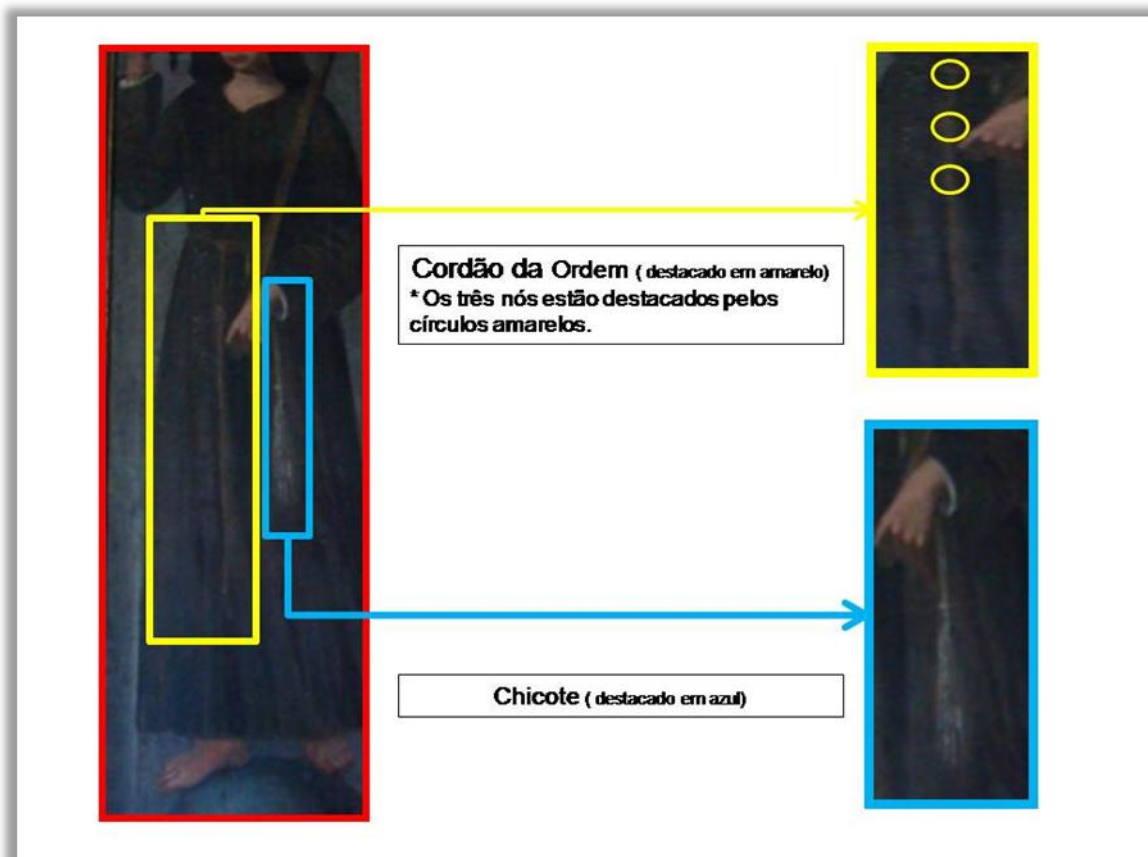 Cordão da Ordem ( destacado em amarelo)
* Os três nós estão destacados pelos
círculos amarelos.
Chicote ( destacado em azul)